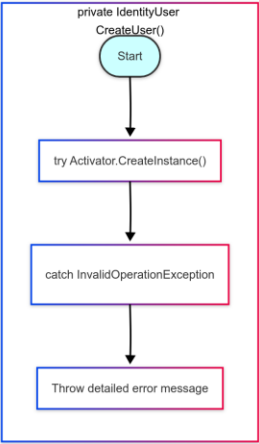 private IdentityUser
CreateUser()
Start
try Activator.CreateInstance()
catch InvalidOperationException
Throw detailed error message